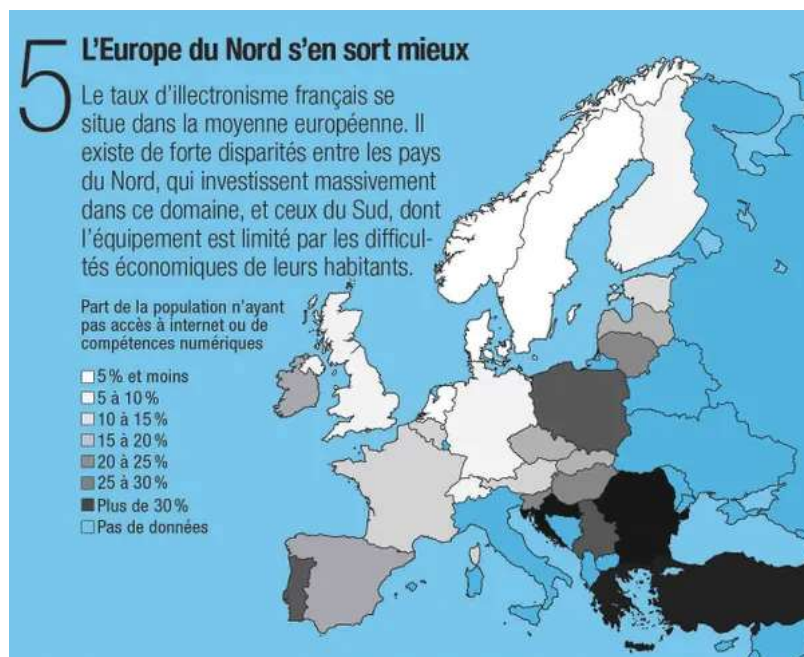 5
L'Europe du Nord s'en sort mieux
Le taux d'illectronisme français se
situe dans la moyenne européenne. Il
existe de forte disparités entre les pays
du Nord, qui investissent massivement
dans ce domaine, et ceux du Sud, dont
l'équipement est limité par les difficul-
tés économiques de leurs habitants.
Part de la population n'ayant
pas accès à internet ou de
compétences numériques
5 % et moins
5 à 10 %
10 à 15 %
15 à 20 %
20 à 25 %
25 à 30 %
Plus de 30 %
Pas de données